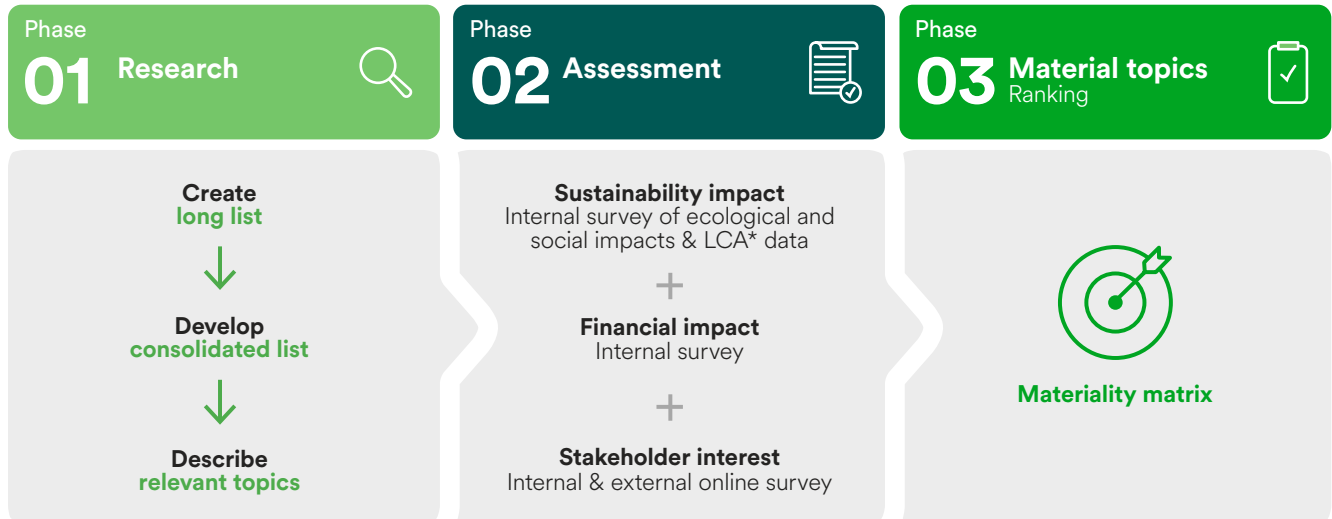 Phase
01 Research
Create
long list
Develop
consolidated list
Describe
relevant topics
Phase
02 Assessment
Sustainability impact
Internal survey of ecological and
social impacts & LCA* data
+
Financial impact
Internal survey
+
Stakeholder interest
Internal & external online survey
Phase
03 Material topics
Ranking
Materiality matrix